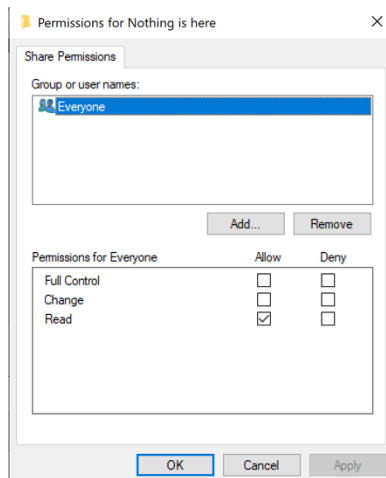 Permissions for Nothing is here
Share Permissions
Group or user names:
Everyone
Add... Remove
Permissions for Everyone Allow Deny
Full Control
Change
Read
OK Cancel Apply